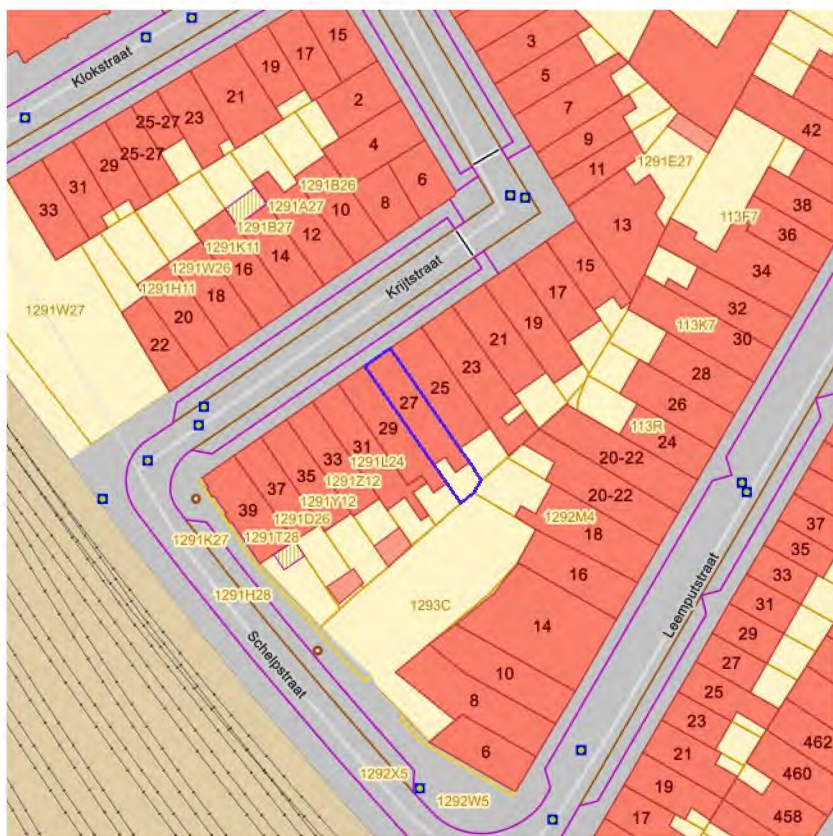 Klokstraat
15
17
19
21
23
25-27
25-27
29
31
33
2
4
6
8
10
12
14
16
18
20
22
1291B26
1291A27
1291B27
1291K11
1291W26
1291H11
1291W27
Krijtstraat
3
5
7
9
11
13
15
17
19
21
23
25
27
29
31
33
35
37
39
1291E27
113F7
113K7
113R
42
38
36
34
32
30
28
26
24
20-22
20-22
18
16
14
10
8
6
1291L24
1291Z12
1291Y12
1291D26
1291T28
1291K27
1291H28
1292M4
1293C
Schelpstraat
Leemputstraat
1292X5
1292W5
37
35
33
31
29
27
25
23
21
19
17
462
460
458